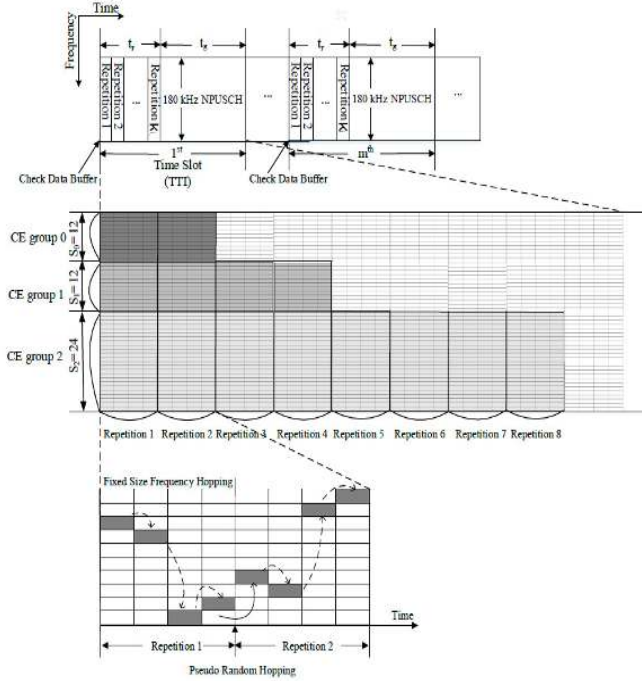 Time
Frequency
tr tg tr tg
Repetition 1
Repetition 2
...
Repetition K
180 kHz NPUSCH
...
Repetition 1
Repetition 2
...
Repetition K
180 kHz NPUSCH
...
1st
Time Slot
(TTI)
mth
Check Data Buffer
Check Data Buffer
CE group 0
S0=12
CE group 1
S1=12
CE group 2
S2=24
Repetition 1 Repetition 2 Repetition 3 Repetition 4 Repetition 5 Repetition 6 Repetition 7 Repetition 8
Fixed Size Frequency Hopping
Time
Repetition 1 Repetition 2
Pseudo Random Hopping